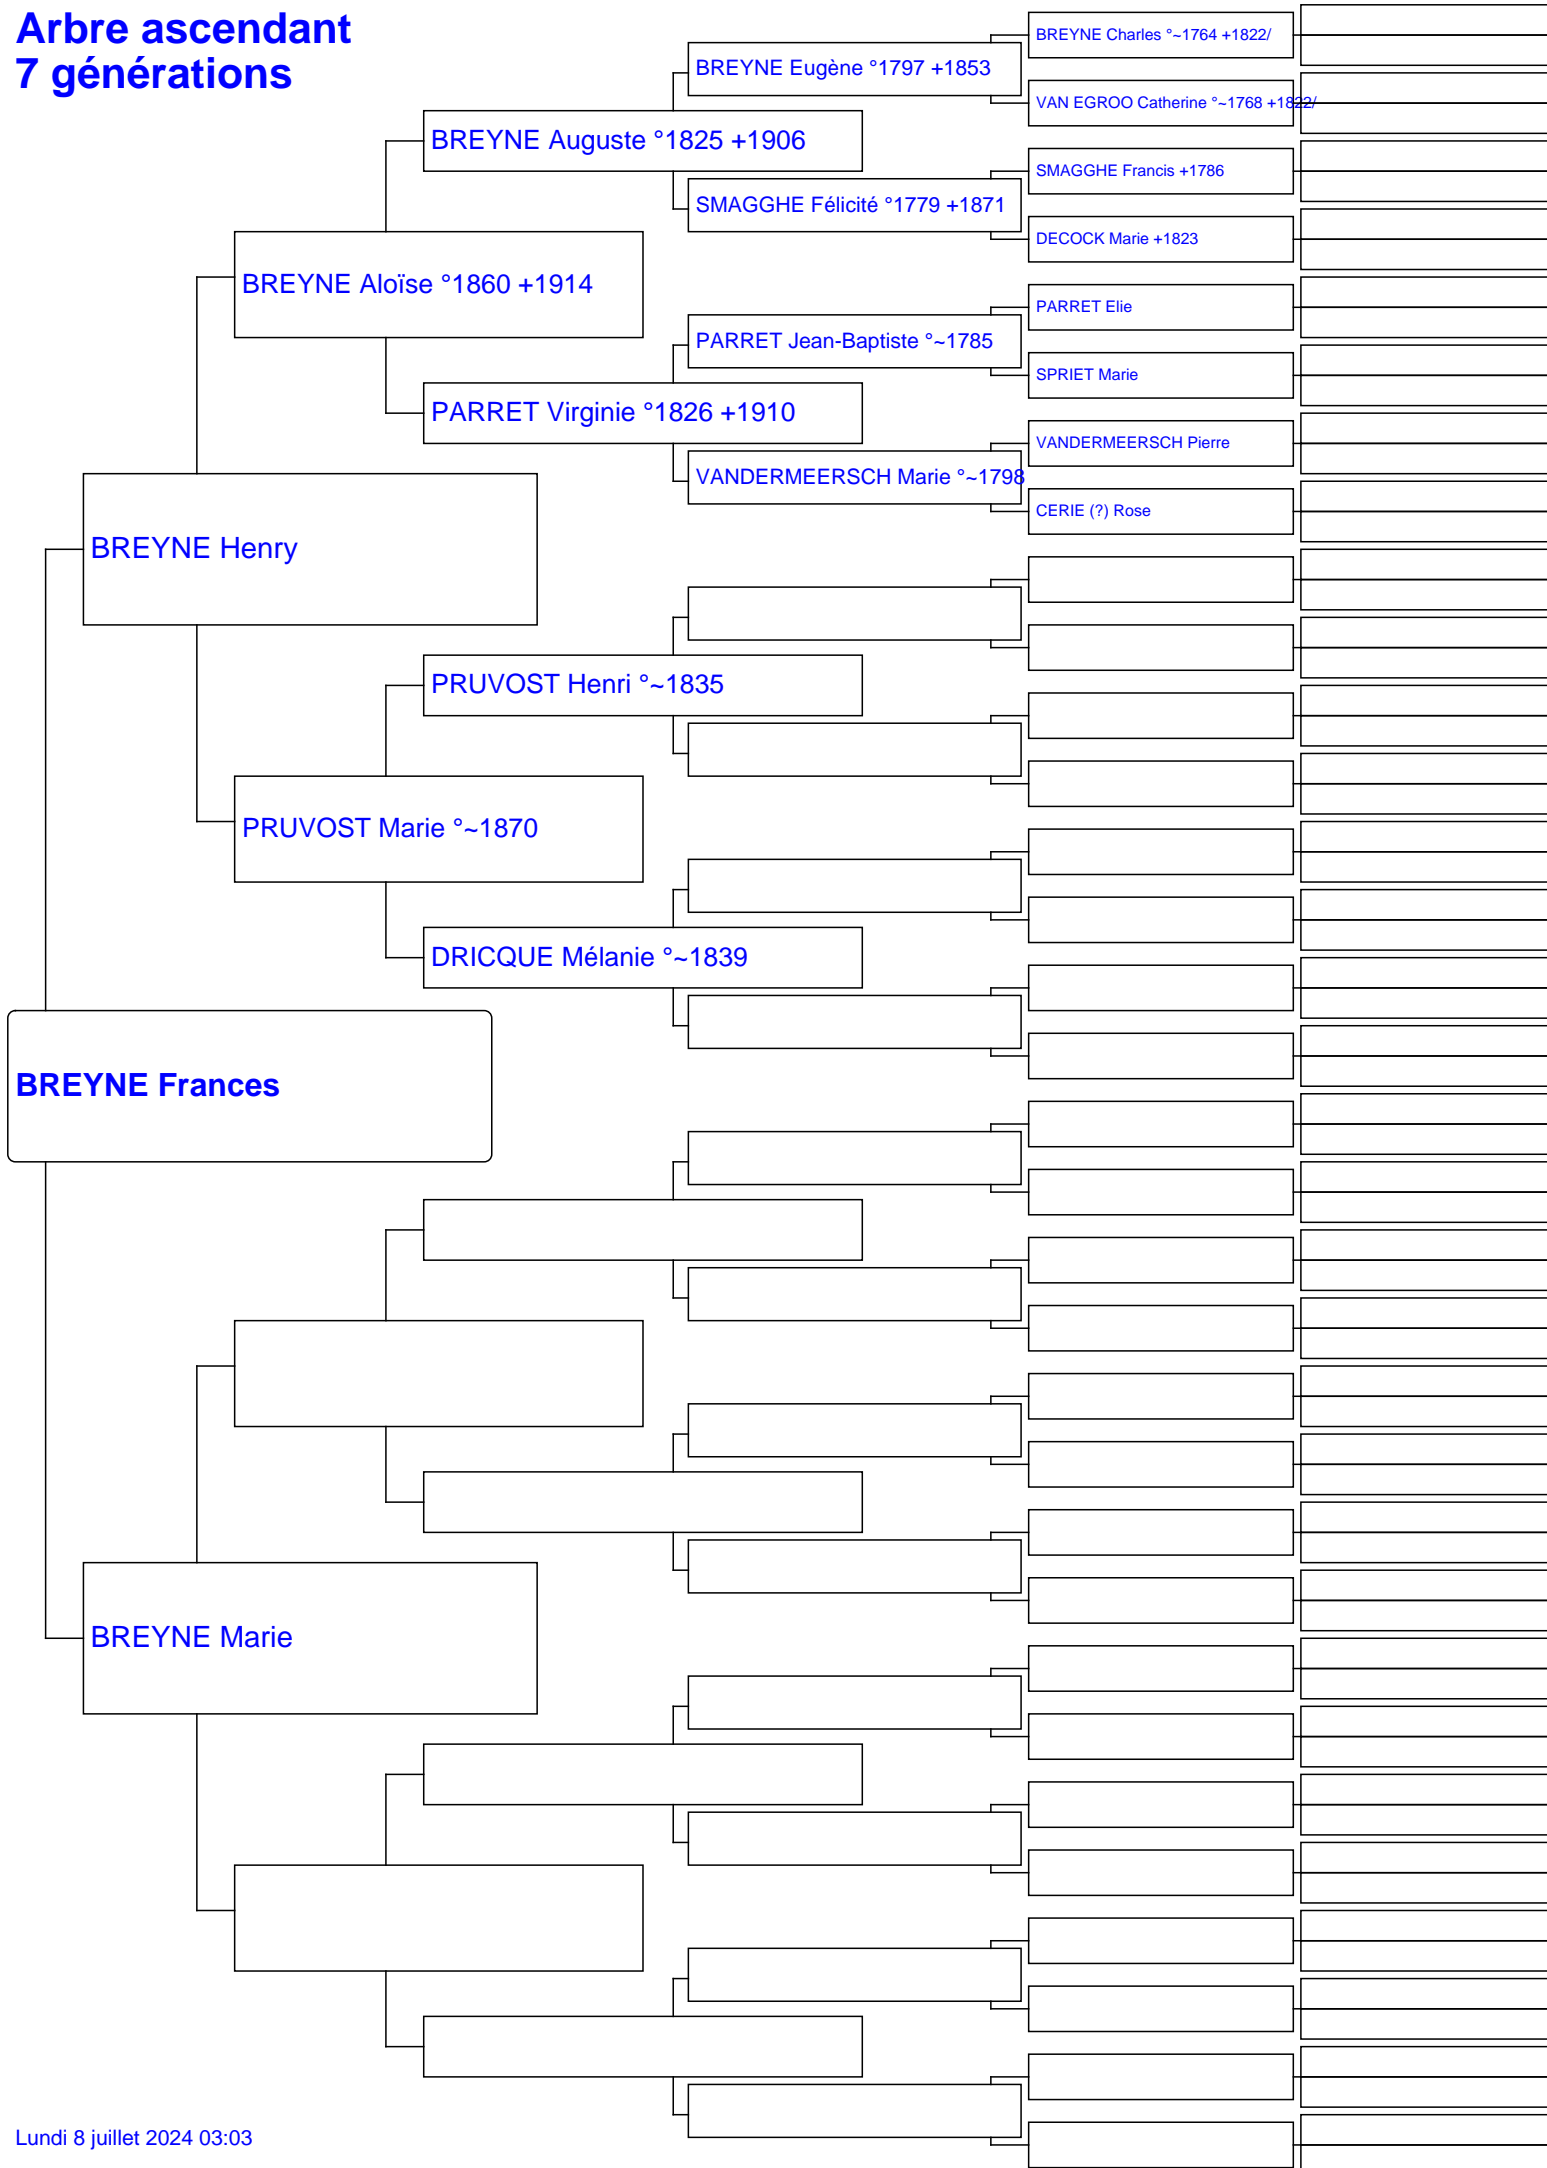 Arbre ascendant
7 générations
BREYNE Charles °~1764 +1822/
BREYNE Eugène °1797 +1853
VAN EGROO Catherine °~1768 +1822/
BREYNE Auguste °1825 +1906
SMAGGHE Francis +1786
SMAGGHE Félicité °1779 +1871
DECOCK Marie +1823
BREYNE Aloïse °1860 +1914
PARRET Elie
PARRET Jean-Baptiste °~1785
SPRIET Marie
PARRET Virginie °1826 +1910
VANDERMEERSCH Pierre
VANDERMEERSCH Marie °~1798
CERIE (?) Rose
BREYNE Henry
PRUVOST Henri °~1835
PRUVOST Marie °~1870
DRICQUE Mélanie °~1839
BREYNE Frances
BREYNE Marie
Lundi 8 juillet 2024 03:03